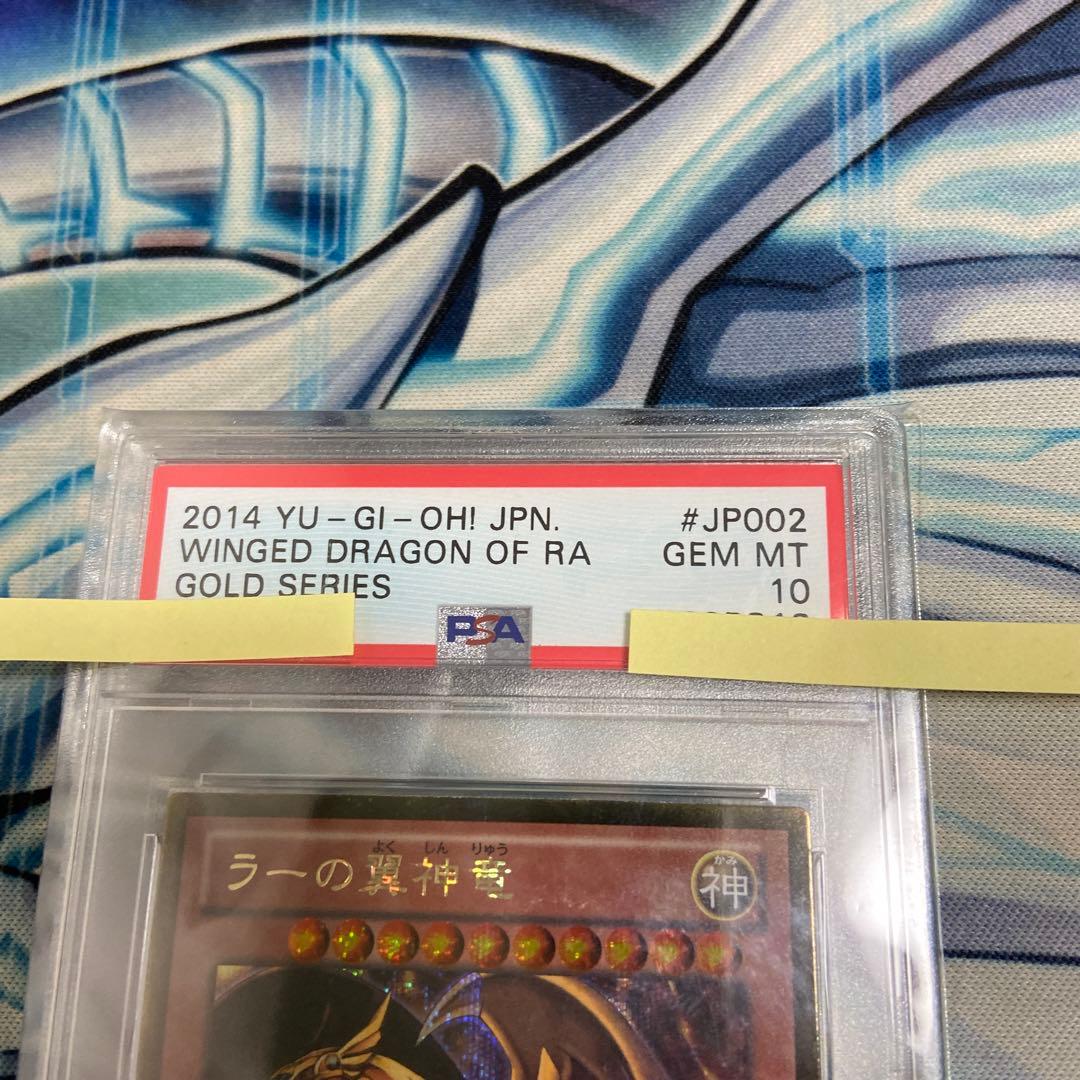 2014 YU-GI-OH! JPN. #JP002
WINGED DRAGON OF RA GEM MT
GOLD SERIES 10
PSA
よく しん りゅう
ラーの翼神竜
かみ
神